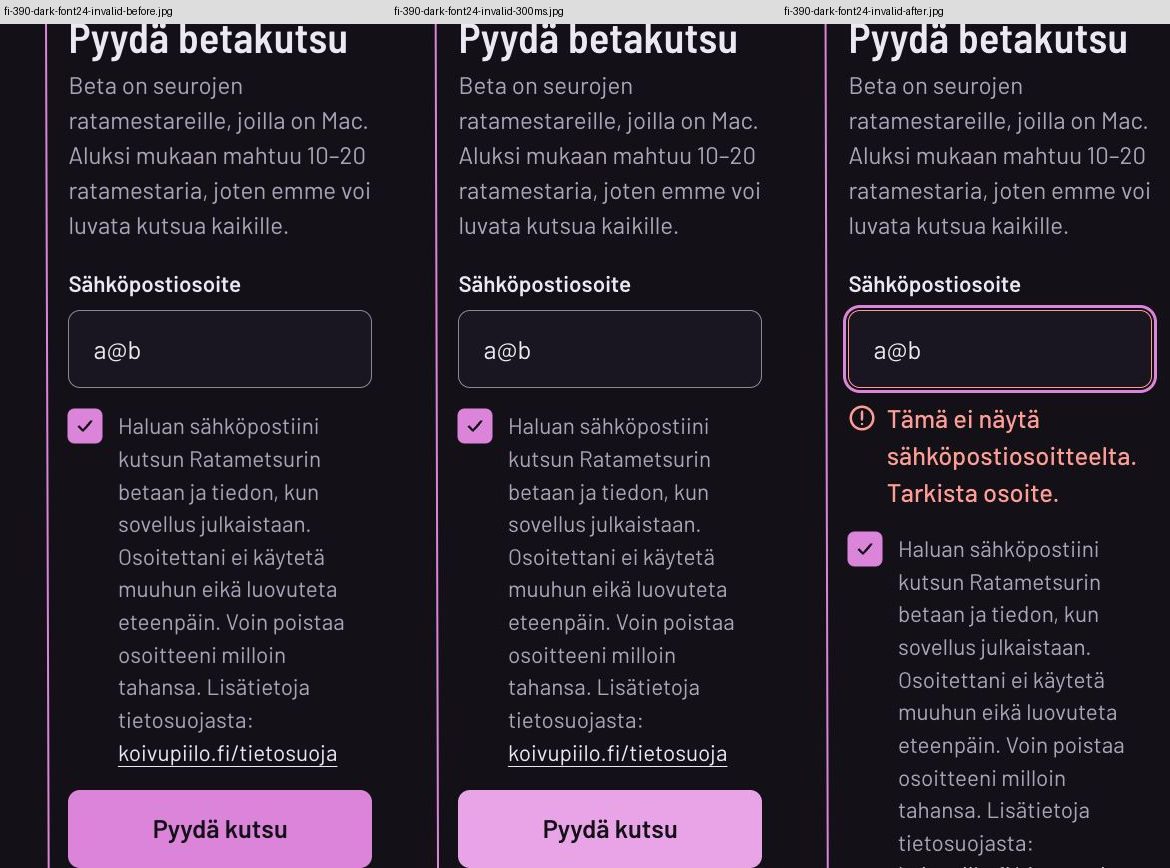 fi-390-dark-font24-invalid-before.jpg
Pyydä betakutsu
Beta on seurojen
ratamestareille, joilla on Mac.
Aluksi mukaan mahtuu 10–20
ratamestaria, joten emme voi
luvata kutsua kaikille.
Sähköpostiosoite
a@b
Haluan sähköpostiini
kutsun Ratametsurin
betaan ja tiedon, kun
sovellus julkaistaan.
Osoitettani ei käytetä
muuhun eikä luovuteta
eteenpäin. Voin poistaa
osoitteeni milloin
tahansa. Lisätietoja
tietosuojasta:
koivupiilo.fi/tietosuoja
Pyydä kutsu
fi-390-dark-font24-invalid-300ms.jpg
Pyydä betakutsu
Beta on seurojen
ratamestareille, joilla on Mac.
Aluksi mukaan mahtuu 10–20
ratamestaria, joten emme voi
luvata kutsua kaikille.
Sähköpostiosoite
a@b
Haluan sähköpostiini
kutsun Ratametsurin
betaan ja tiedon, kun
sovellus julkaistaan.
Osoitettani ei käytetä
muuhun eikä luovuteta
eteenpäin. Voin poistaa
osoitteeni milloin
tahansa. Lisätietoja
tietosuojasta:
koivupiilo.fi/tietosuoja
Pyydä kutsu
fi-390-dark-font24-invalid-after.jpg
Pyydä betakutsu
Beta on seurojen
ratamestareille, joilla on Mac.
Aluksi mukaan mahtuu 10–20
ratamestaria, joten emme voi
luvata kutsua kaikille.
Sähköpostiosoite
a@b
Tämä ei näytä
sähköpostiosoitteelta.
Tarkista osoite.
Haluan sähköpostiini
kutsun Ratametsurin
betaan ja tiedon, kun
sovellus julkaistaan.
Osoitettani ei käytetä
muuhun eikä luovuteta
eteenpäin. Voin poistaa
osoitteeni milloin
tahansa. Lisätietoja
tietosuojasta: